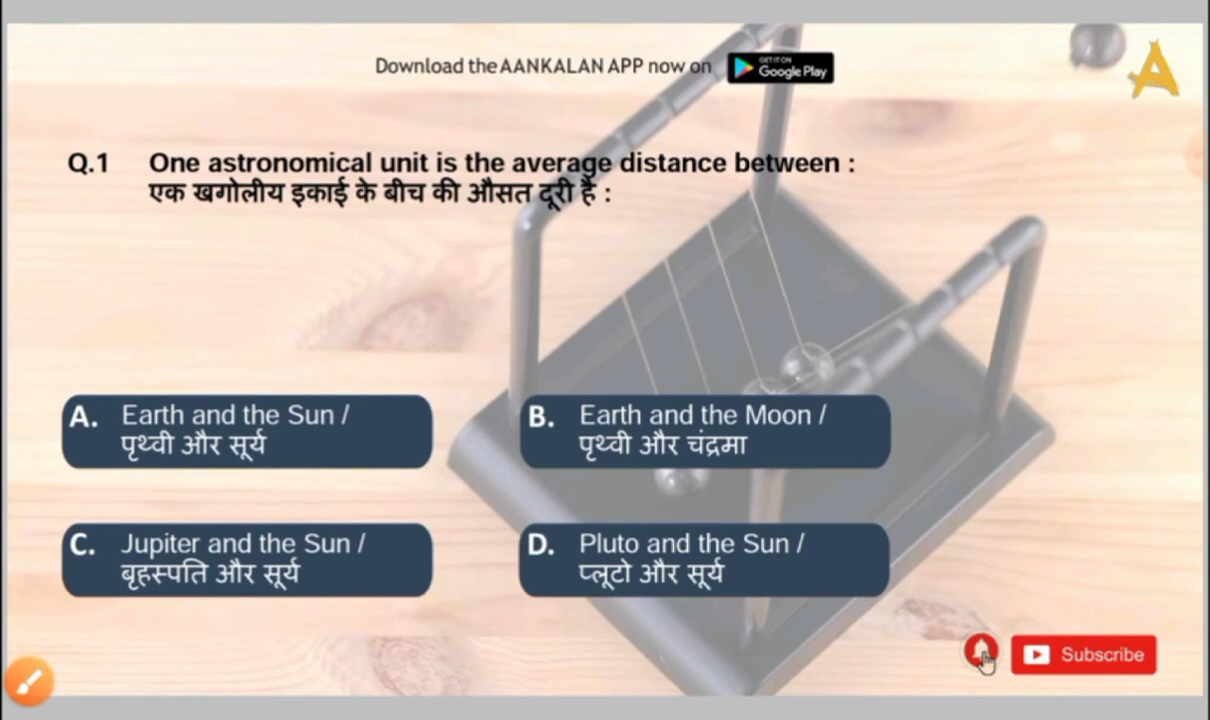 Download the AANKALAN APP now on
GET IT ON
Google Play
A
Q.1 One astronomical unit is the average distance between :
एक खगोलीय इकाई के बीच की औसत दूरी है :
A. Earth and the Sun /
पृथ्वी और सूर्य
B. Earth and the Moon /
पृथ्वी और चंद्रमा
C. Jupiter and the Sun /
बृहस्पति और सूर्य
D. Pluto and the Sun /
प्लूटो और सूर्य
Subscribe